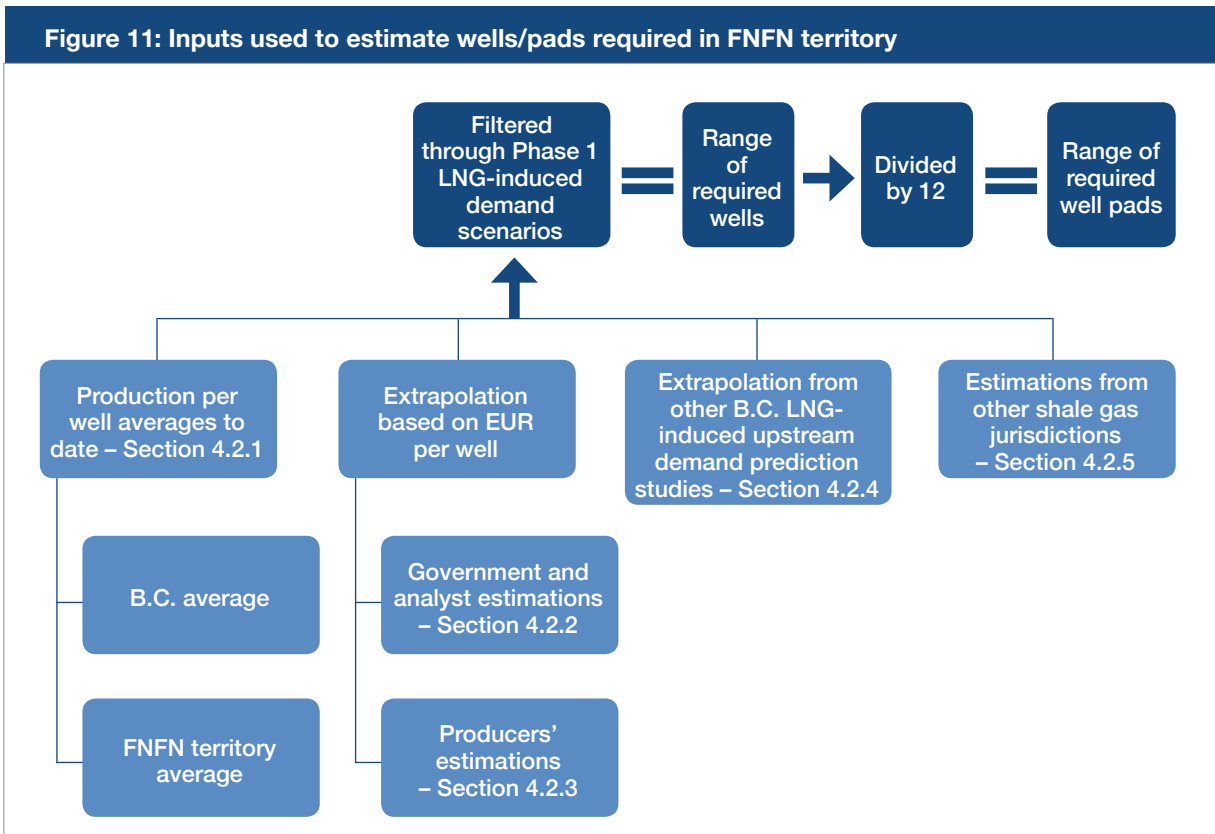 Figure 11: Inputs used to estimate wells/pads required in FNFN territory
Filtered
through Phase 1
LNG-induced
demand
scenarios
Range
of
required
wells
Divided
by 12
Range of
required
well pads
Production per
well averages to
date – Section 4.2.1
Extrapolation
based on EUR
per well
Extrapolation from
other B.C. LNG-
induced upstream
demand prediction
studies – Section 4.2.4
Estimations from
other shale gas
jurisdictions
– Section 4.2.5
B.C. average
Government and
analyst estimations
– Section 4.2.2
FNFN territory
average
Producers’
estimations
– Section 4.2.3